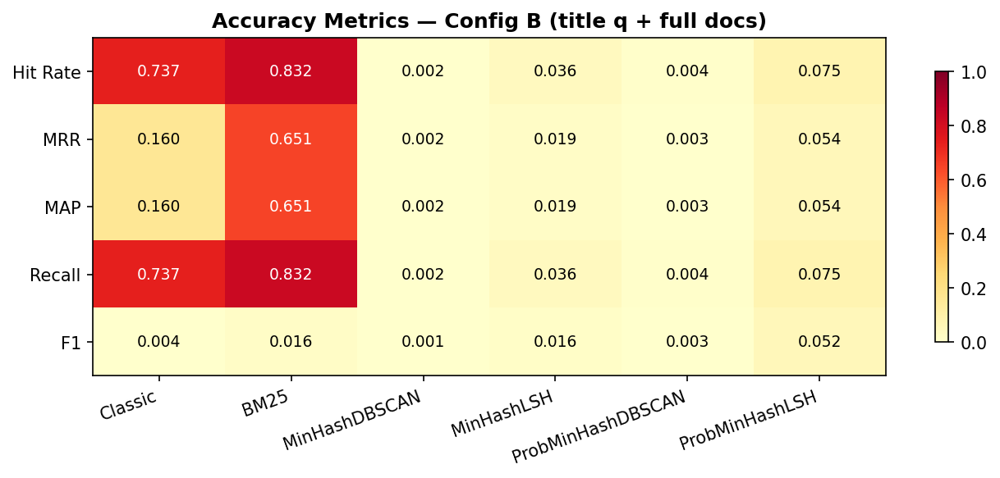 Accuracy Metrics — Config B (title q + full docs)
Hit Rate 0.737 0.832 0.002 0.036 0.004 0.075
MRR 0.160 0.651 0.002 0.019 0.003 0.054
MAP 0.160 0.651 0.002 0.019 0.003 0.054
Recall 0.737 0.832 0.002 0.036 0.004 0.075
F1 0.004 0.016 0.001 0.016 0.003 0.052
Classic BM25 MinHashDBSCAN MinHashLSH ProbMinHashDBSCAN ProbMinHashLSH
1.0
0.8
0.6
0.4
0.2
0.0